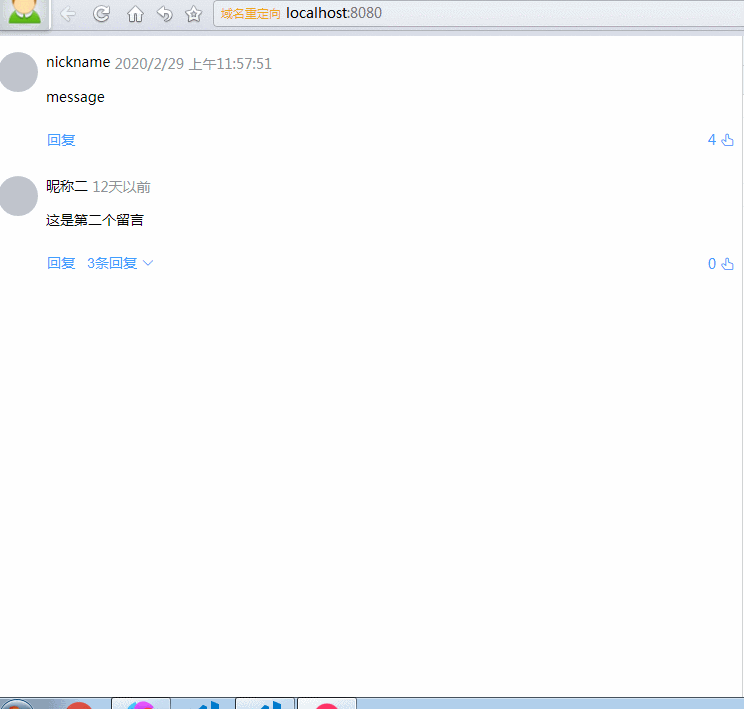 域名重定向 localhost:8080
nickname 2020/2/29 上午11:57:51
message
回复 4
昵称二 12天以前
这是第二个留言
回复 3条回复 0